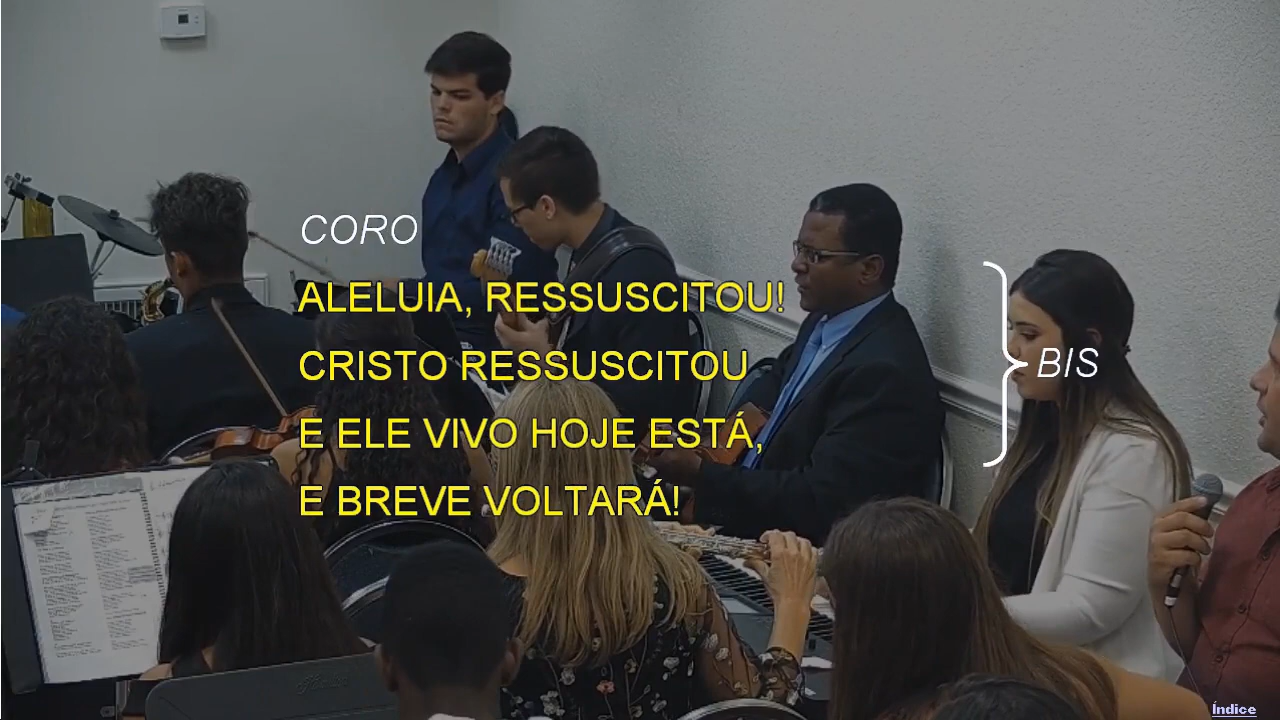 CORO
ALELUIA, RESSUSCITOU!
CRISTO RESSUSCITOU
E ELE VIVO HOJE ESTÁ,
E BREVE VOLTARÁ!
BIS
Índice